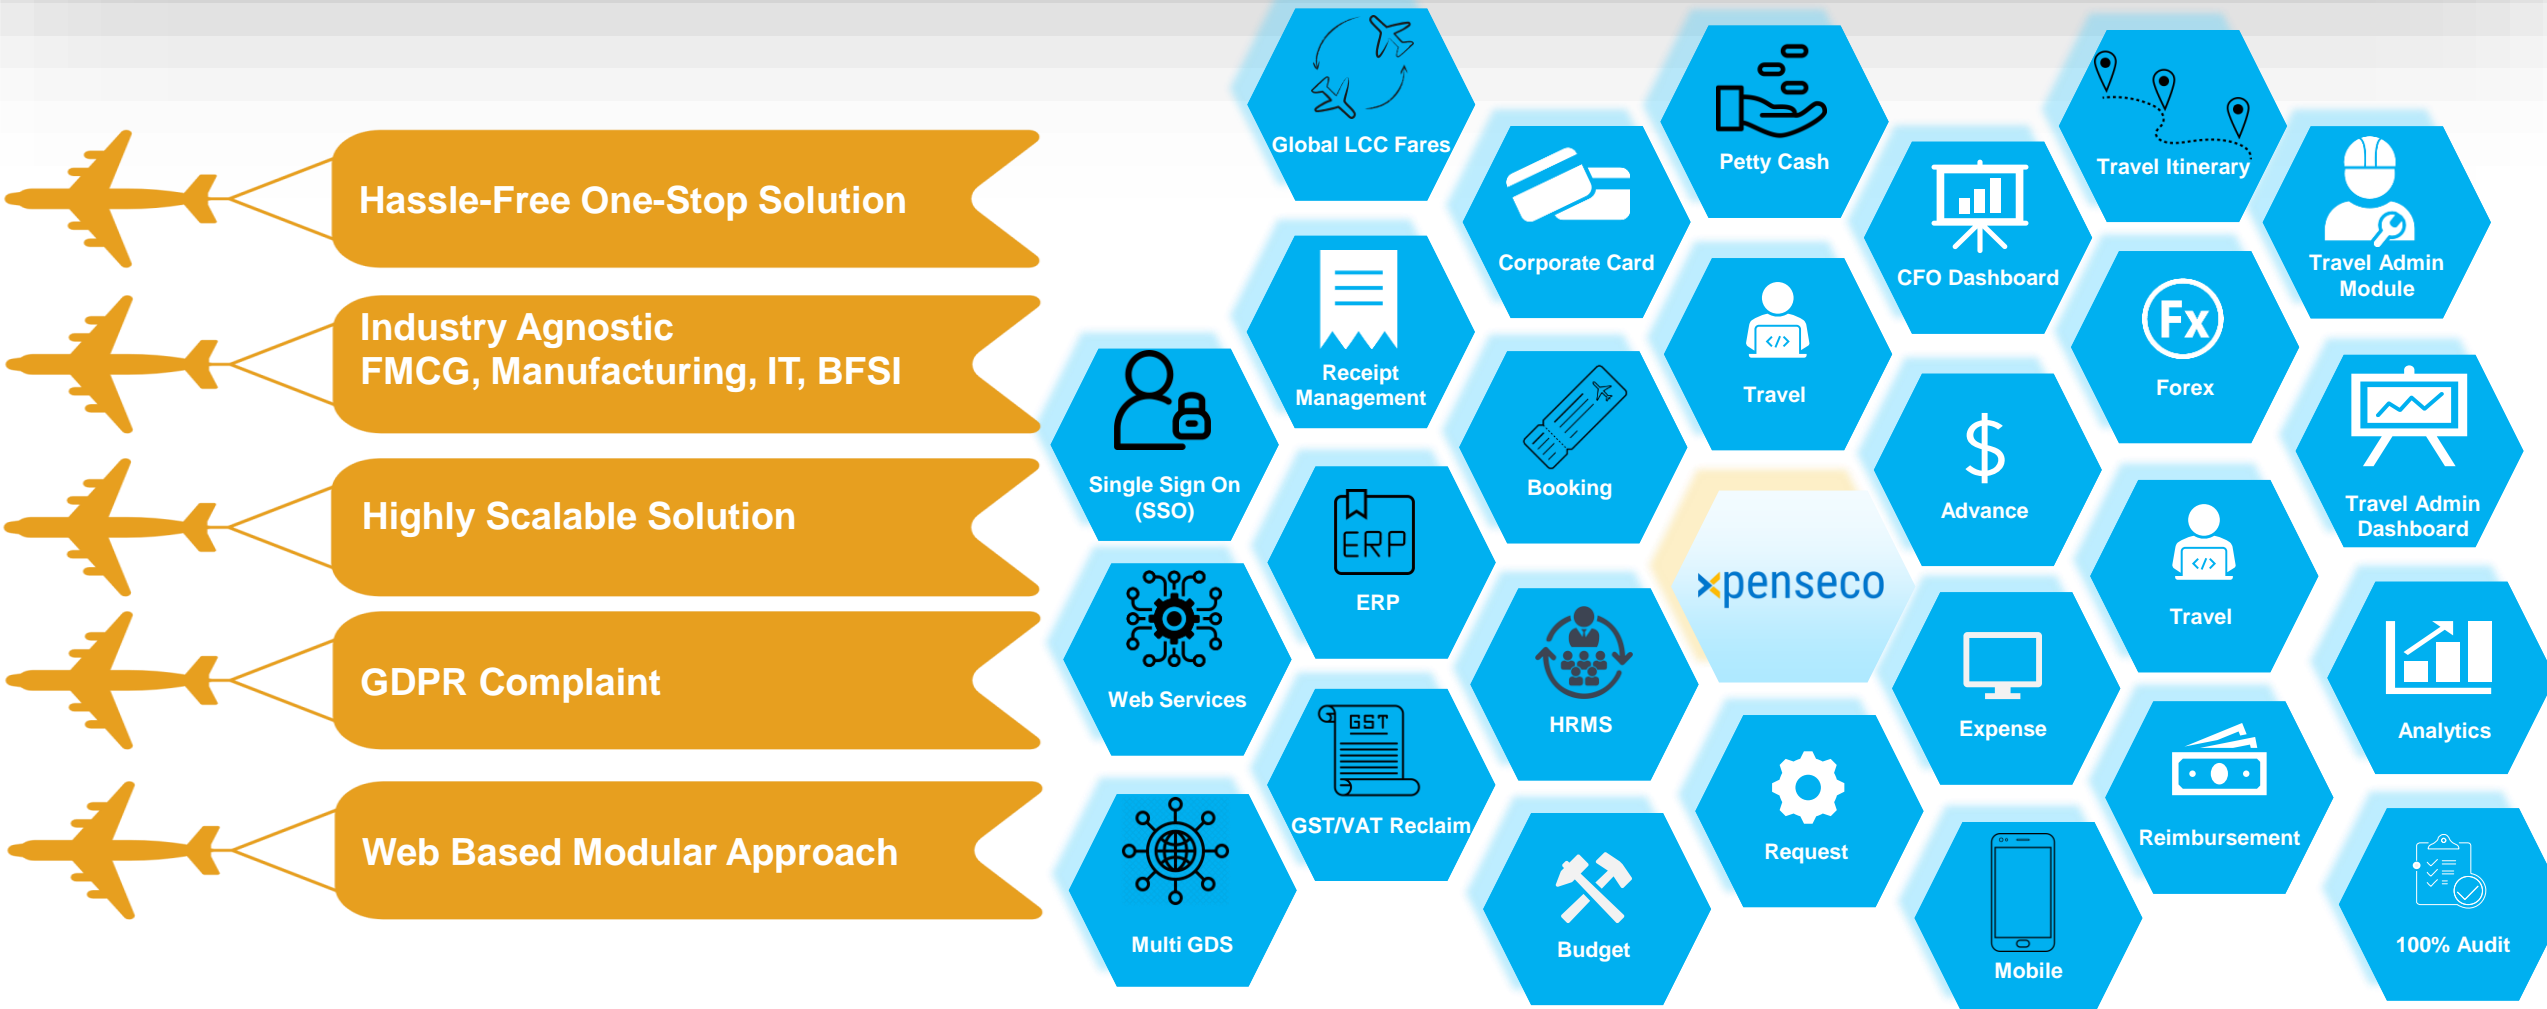 Hassle-Free One-Stop Solution
Industry Agnostic
FMCG, Manufacturing, IT, BFSI
Highly Scalable Solution
GDPR Complaint
Web Based Modular Approach
Global LCC Fares
Petty Cash
Travel Itinerary
Corporate Card
CFO Dashboard
Travel Admin
Module
Receipt
Management
Travel
</>
Fx
Forex
Single Sign On
(SSO)
Booking
Advance
Travel Admin
Dashboard
ERP
ERP
xpenseco
</>
Travel
Web Services
HRMS
Expense
Analytics
GST
GST/VAT Reclaim
Request
Reimbursement
Multi GDS
Budget
Mobile
100% Audit